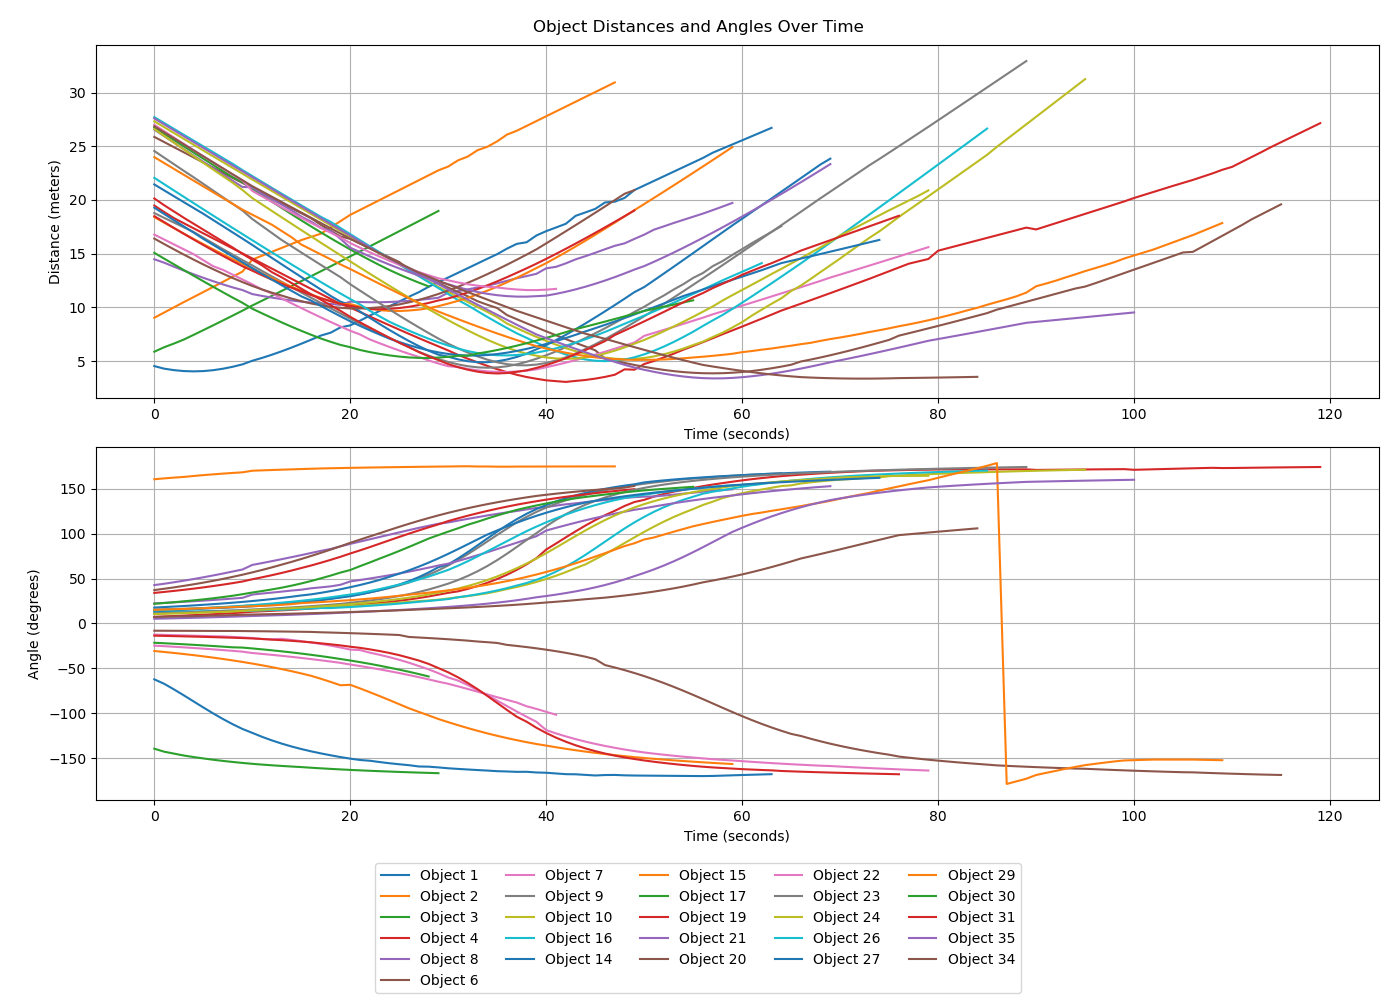 Object Distances and Angles Over Time
Distance (meters)
30
25
20
15
10
5
0 20 40 60 80 100 120
Time (seconds)
Angle (degrees)
150
100
50
0
−50
−100
−150
0 20 40 60 80 100 120
Time (seconds)
Object 1 Object 7 Object 15 Object 22 Object 29
Object 2 Object 9 Object 17 Object 23 Object 30
Object 3 Object 10 Object 19 Object 24 Object 31
Object 4 Object 16 Object 21 Object 26 Object 35
Object 8 Object 14 Object 20 Object 27 Object 34
Object 6